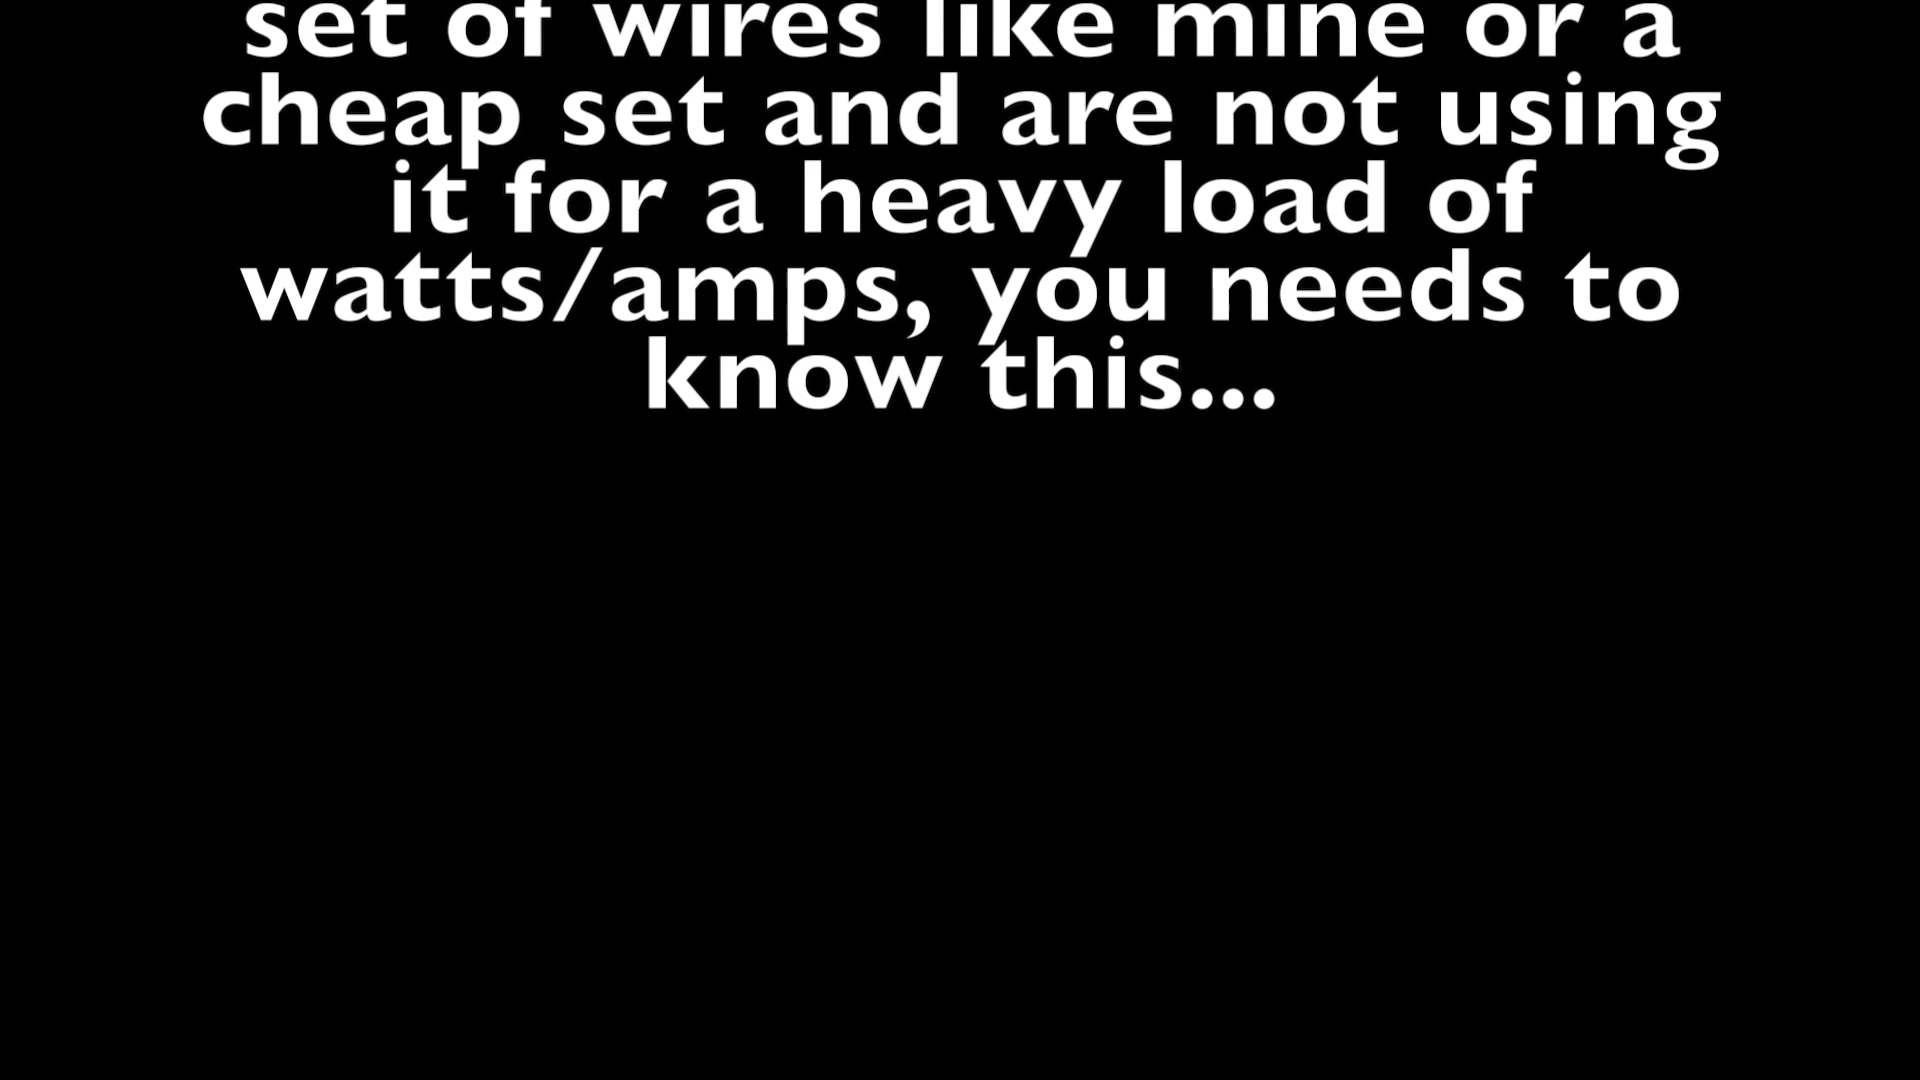 set of wires like mine or a
cheap set and are not using
it for a heavy load of
watts/amps, you needs to
know this...